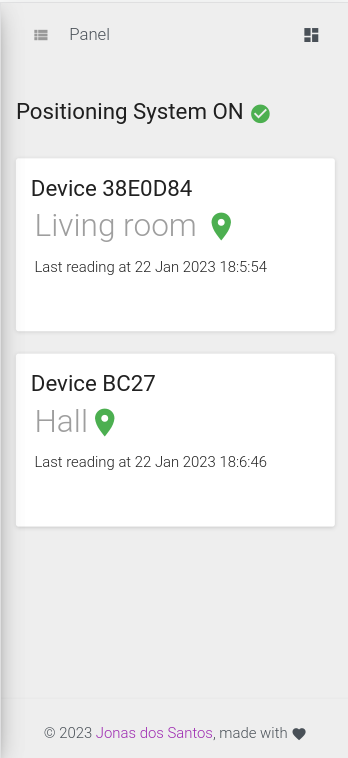 Panel
Positioning System ON
Device 38E0D84
Living room
Last reading at 22 Jan 2023 18:5:54
Device BC27
Hall
Last reading at 22 Jan 2023 18:6:46
© 2023 Jonas dos Santos, made with